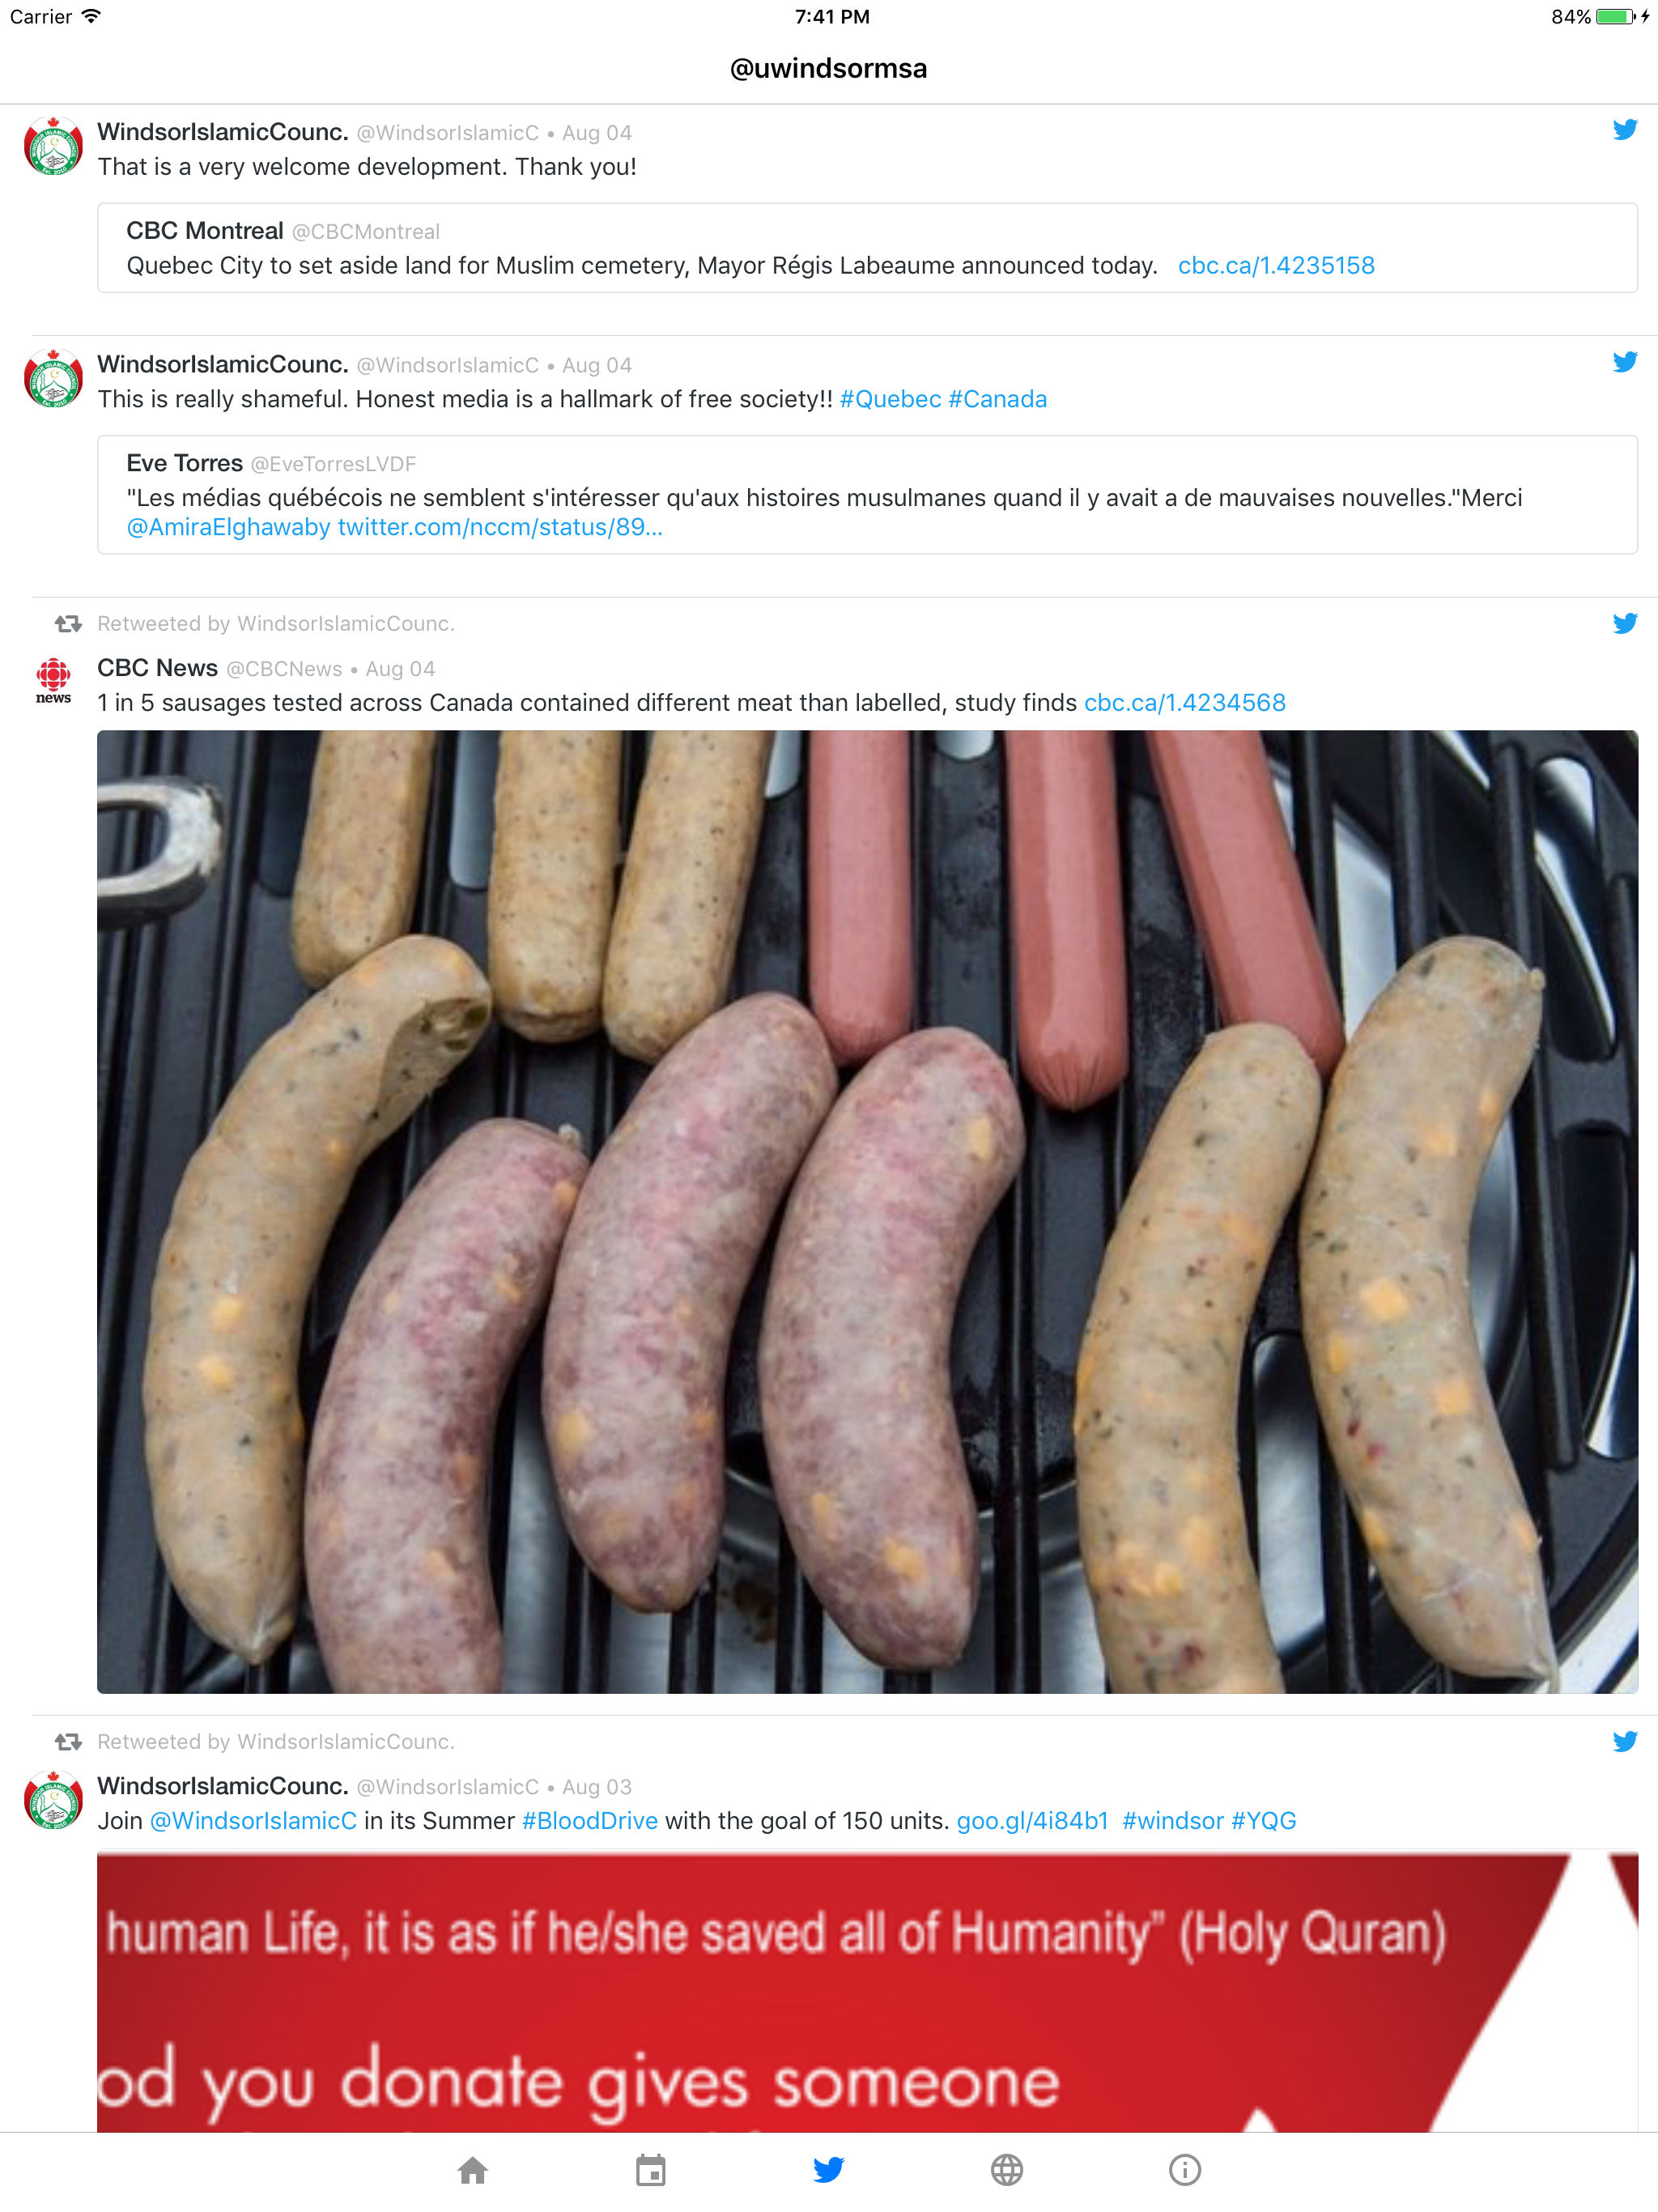 Carrier 7:41 PM 84%
@uwindsormsa
WindsorIslamicCounc. @WindsorIslamicC • Aug 04
That is a very welcome development. Thank you!
CBC Montreal @CBCMontreal
Quebec City to set aside land for Muslim cemetery, Mayor Régis Labeaume announced today. cbc.ca/1.4235158
WindsorIslamicCounc. @WindsorIslamicC • Aug 04
This is really shameful. Honest media is a hallmark of free society!! #Quebec #Canada
Eve Torres @EveTorresLVDF
"Les médias québécois ne semblent s'intéresser qu'aux histoires musulmanes quand il y avait a de mauvaises nouvelles."Merci
@AmiraElghawaby twitter.com/nccm/status/89...
Retweeted by WindsorIslamicCounc.
CBC News @CBCNews • Aug 04
news
1 in 5 sausages tested across Canada contained different meat than labelled, study finds cbc.ca/1.4234568
Retweeted by WindsorIslamicCounc.
WindsorIslamicCounc. @WindsorIslamicC • Aug 03
Join @WindsorIslamicC in its Summer #BloodDrive with the goal of 150 units. goo.gl/4i84b1 #windsor #YQG
human Life, it is as if he/she saved all of Humanity" (Holy Quran)
od you donate gives someone